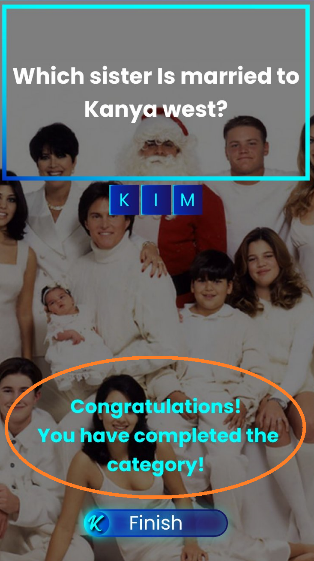 Which sister Is married to
Kanya west?
K I M
Congratulations!
You have completed the
category!
K Finish